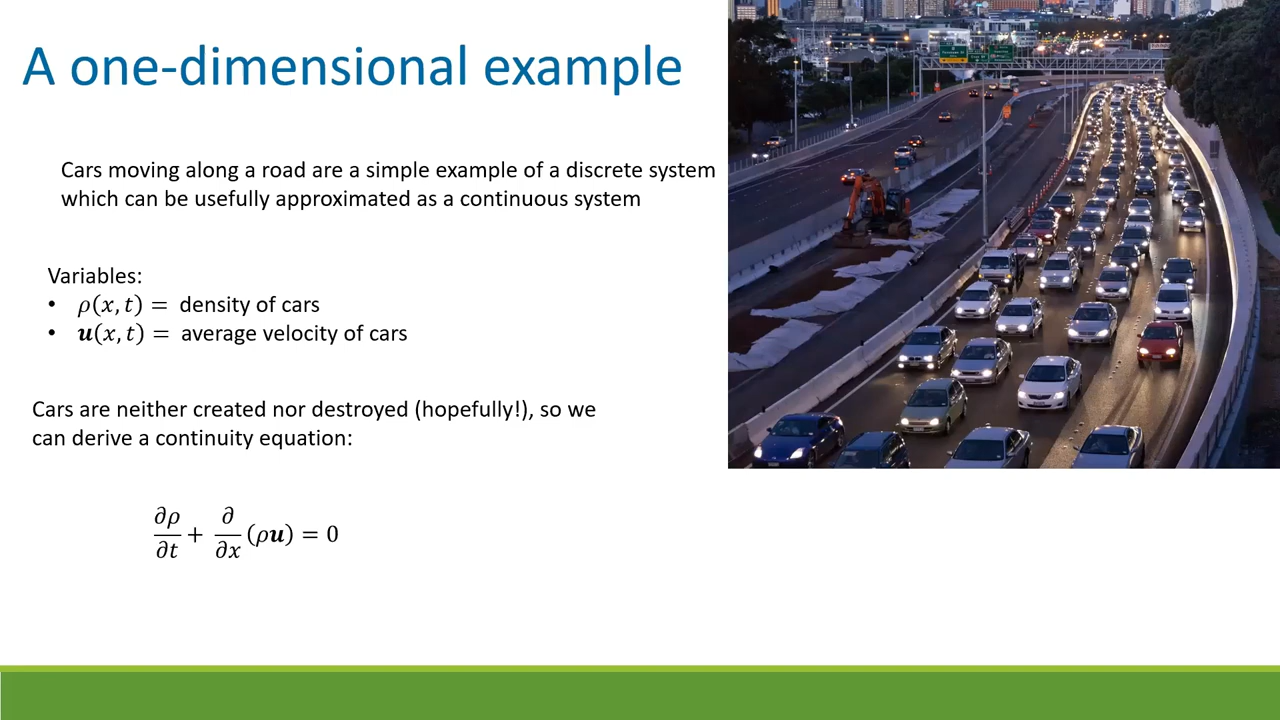 A one-dimensional example
Cars moving along a road are a simple example of a discrete system
which can be usefully approximated as a continuous system
Variables:
• ρ(x, t) = density of cars
• u(x, t) = average velocity of cars
Cars are neither created nor destroyed (hopefully!), so we
can derive a continuity equation:
∂ρ/∂t + ∂/∂x (ρu) = 0